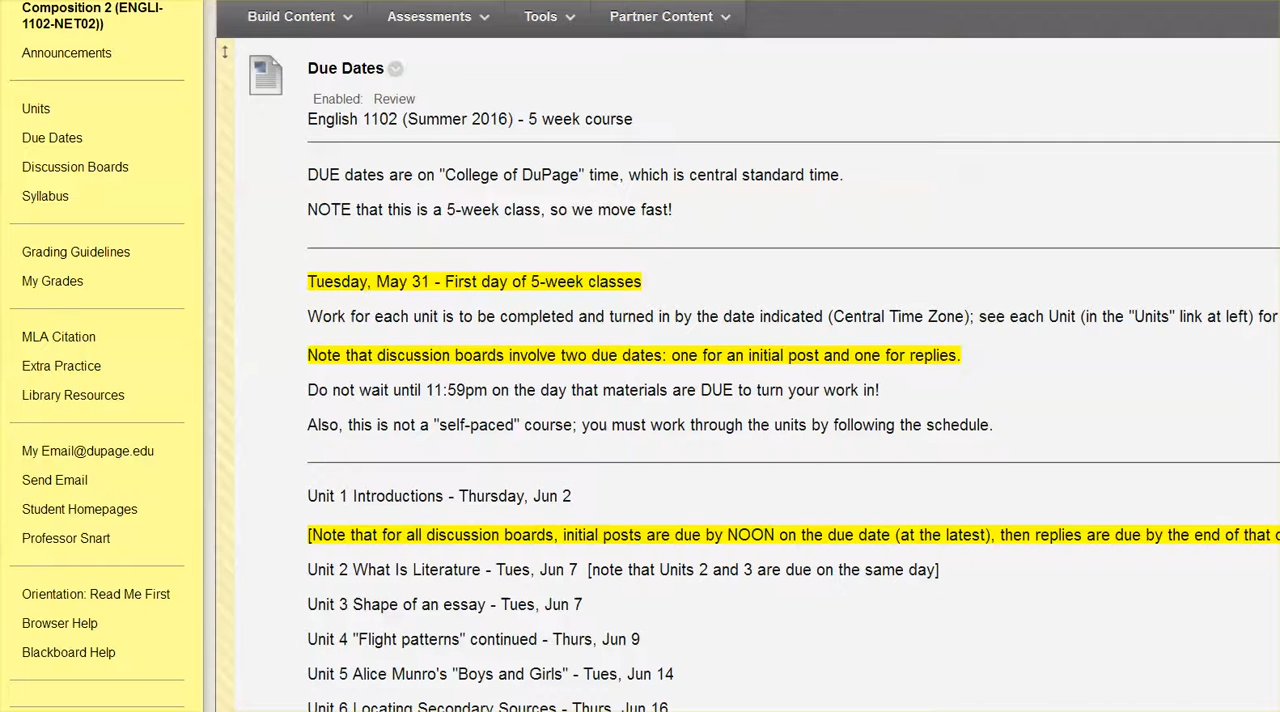 Composition 2 (ENGLI-
1102-NET02))
Announcements
Units
Due Dates
Discussion Boards
Syllabus
Grading Guidelines
My Grades
MLA Citation
Extra Practice
Library Resources
My Email@dupage.edu
Send Email
Student Homepages
Professor Snart
Orientation: Read Me First
Browser Help
Blackboard Help
Build Content
Assessments
Tools
Partner Content
Due Dates
Enabled: Review
English 1102 (Summer 2016) - 5 week course
DUE dates are on "College of DuPage" time, which is central standard time.
NOTE that this is a 5-week class, so we move fast!
Tuesday, May 31 - First day of 5-week classes
Work for each unit is to be completed and turned in by the date indicated (Central Time Zone); see each Unit (in the "Units" link at left) for
Note that discussion boards involve two due dates: one for an initial post and one for replies.
Do not wait until 11:59pm on the day that materials are DUE to turn your work in!
Also, this is not a "self-paced" course; you must work through the units by following the schedule.
Unit 1 Introductions - Thursday, Jun 2
[Note that for all discussion boards, initial posts are due by NOON on the due date (at the latest), then replies are due by the end of that
Unit 2 What Is Literature - Tues, Jun 7 [note that Units 2 and 3 are due on the same day]
Unit 3 Shape of an essay - Tues, Jun 7
Unit 4 "Flight patterns" continued - Thurs, Jun 9
Unit 5 Alice Munro's "Boys and Girls" - Tues, Jun 14
Unit 6 Locating Secondary Sources - Thurs, Jun 16